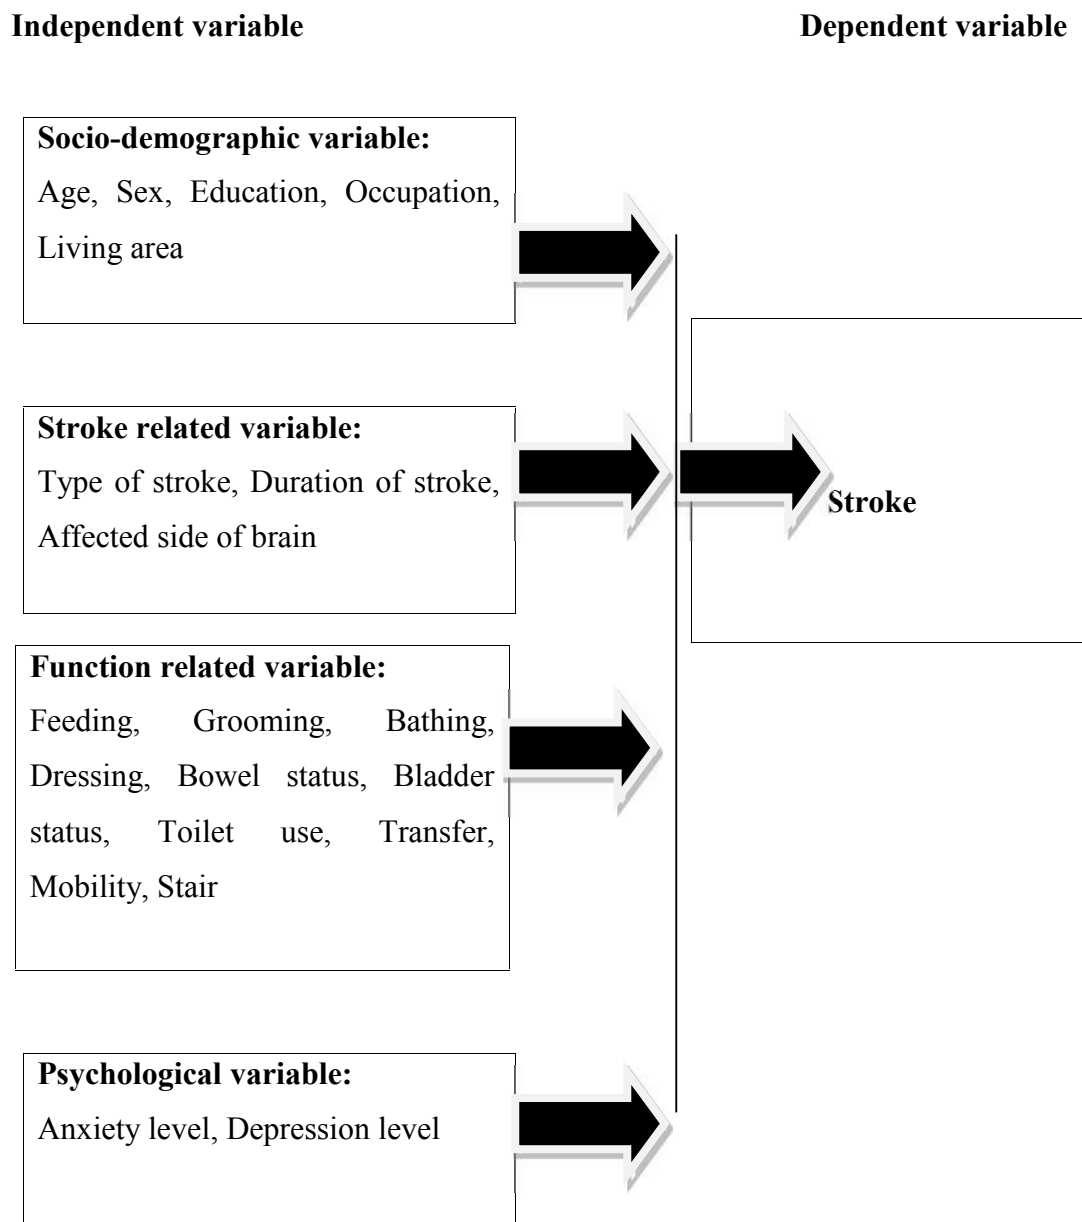 Independent variable
Dependent variable
Socio-demographic variable:
Age, Sex, Education, Occupation,
Living area
Stroke related variable:
Type of stroke, Duration of stroke,
Affected side of brain
Stroke
Function related variable:
Feeding, Grooming, Bathing,
Dressing, Bowel status, Bladder
status, Toilet use, Transfer,
Mobility, Stair
Psychological variable:
Anxiety level, Depression level